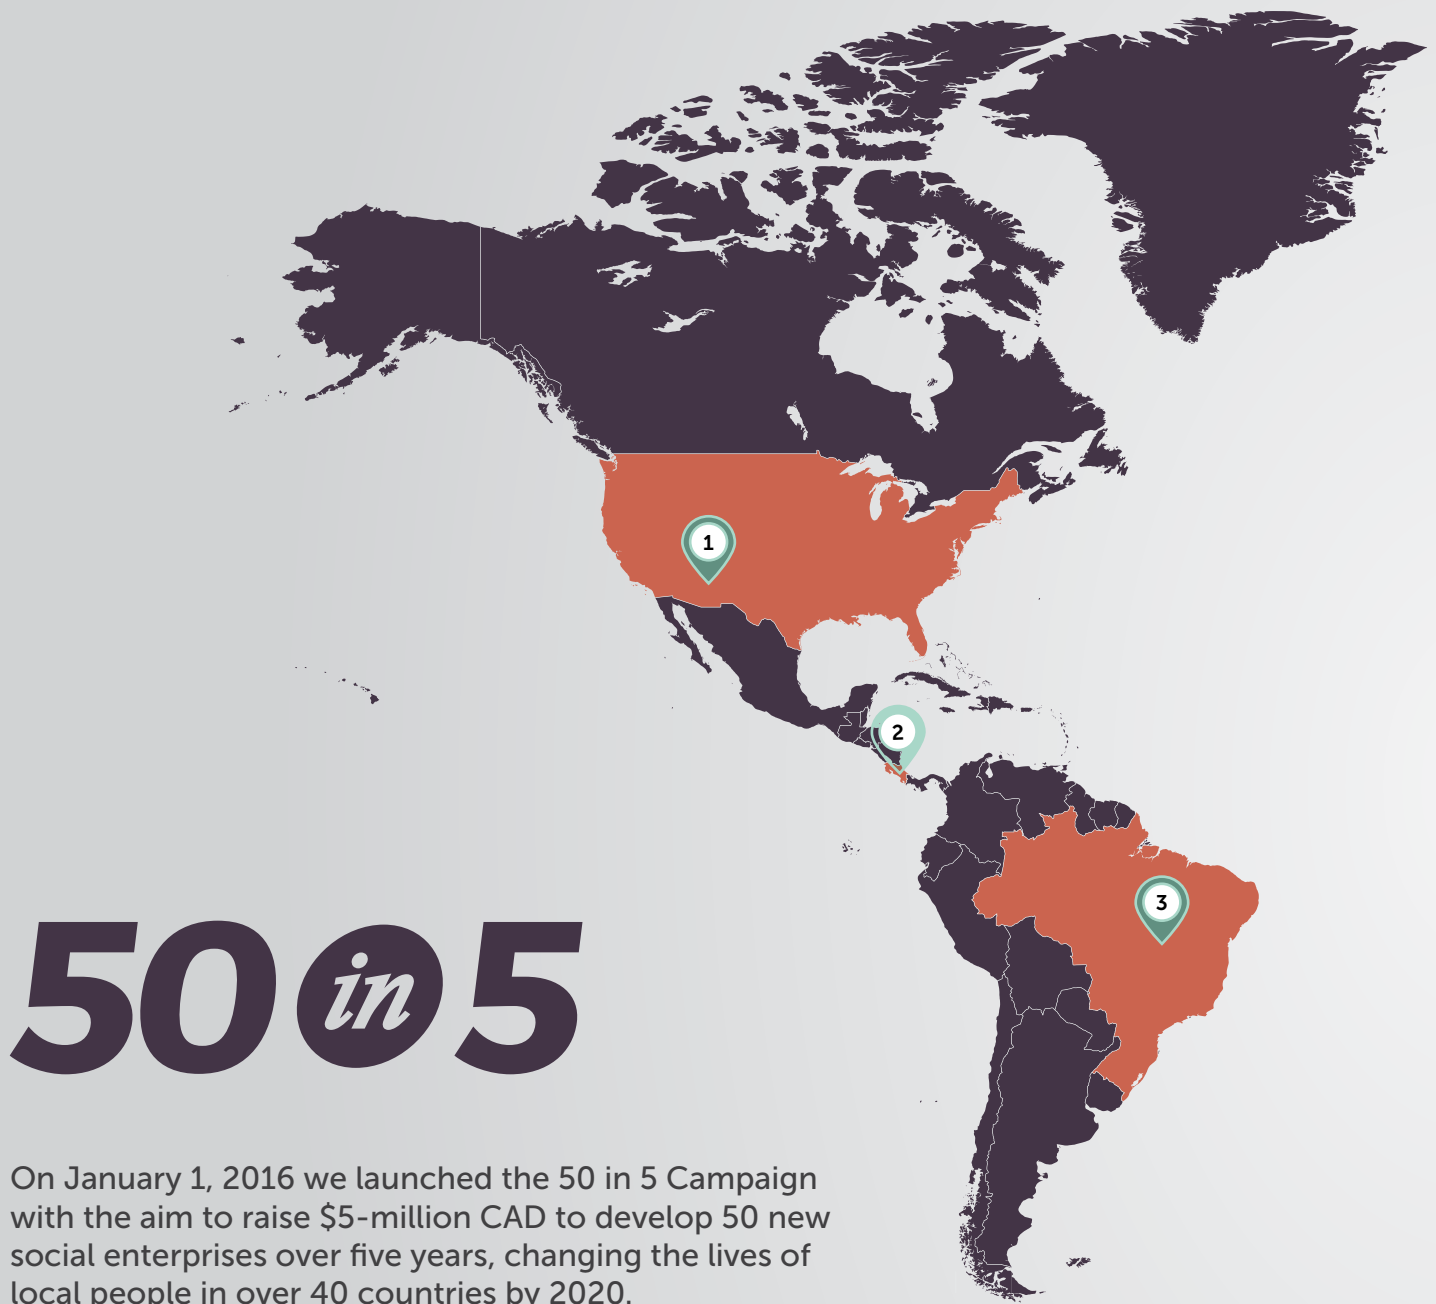 1
2
3
50 in 5
On January 1, 2016 we launched the 50 in 5 Campaign
with the aim to raise $5-million CAD to develop 50 new
social enterprises over five years, changing the lives of
local people in over 40 countries by 2020.